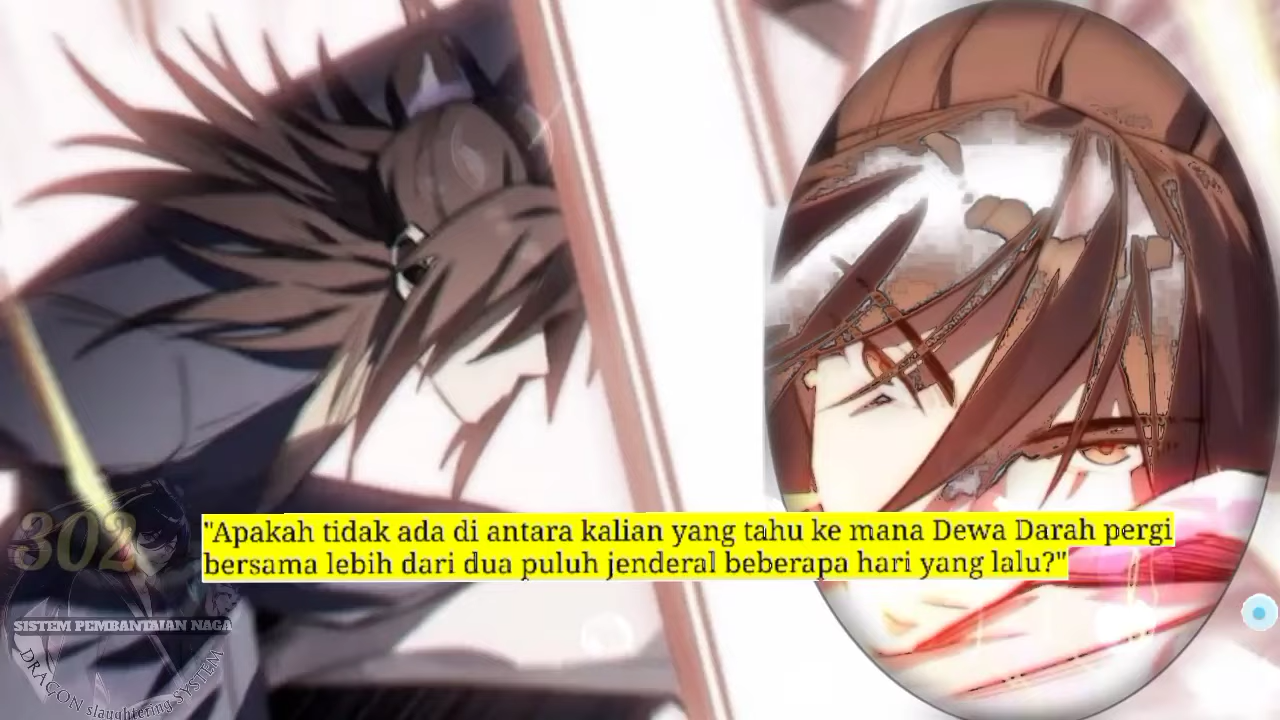 "Apakah tidak ada di antara kalian yang tahu ke mana Dewa Darah pergi
bersama lebih dari dua puluh jenderal beberapa hari yang lalu?"
302
SISTEM PEMBANTAIAN NAGA
DRAGON slaughtering SYSTEM